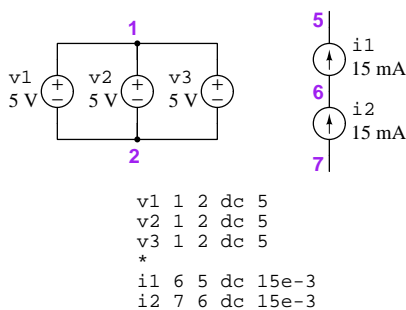 1
v1
5 V
+
−
v2
5 V
+
−
v3
5 V
+
−
2
5
i1
15 mA
6
i2
15 mA
7
v1 1 2 dc 5
v2 1 2 dc 5
v3 1 2 dc 5
*
i1 6 5 dc 15e-3
i2 7 6 dc 15e-3